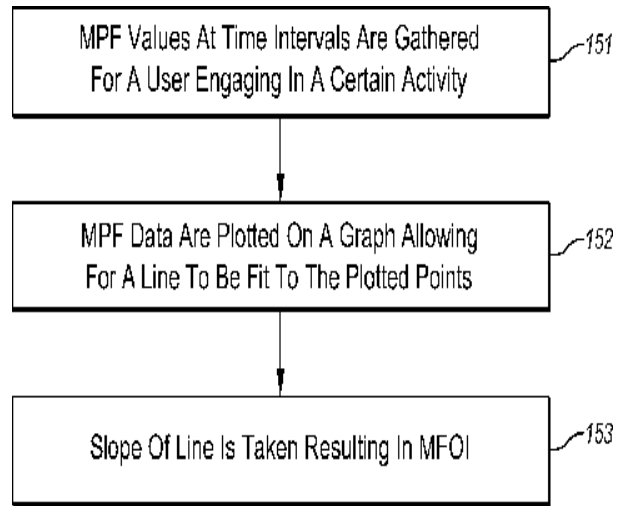 MPF Values At Time Intervals Are Gathered
For A User Engaging In A Certain Activity
151
MPF Data Are Plotted On A Graph Allowing
For A Line To Be Fit To The Plotted Points
152
Slope Of Line Is Taken Resulting In MFOI
153